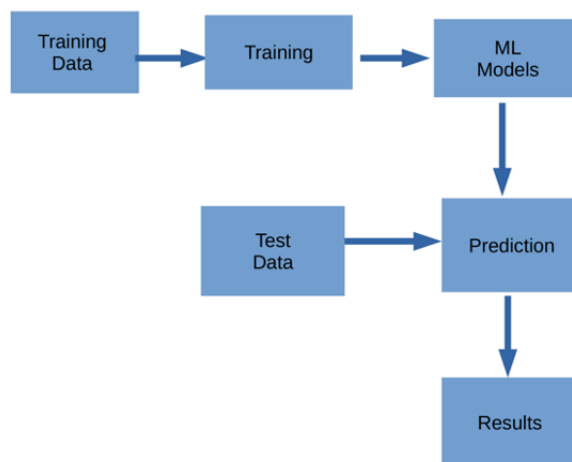 Training
Data
Training
ML
Models
Test
Data
Prediction
Results